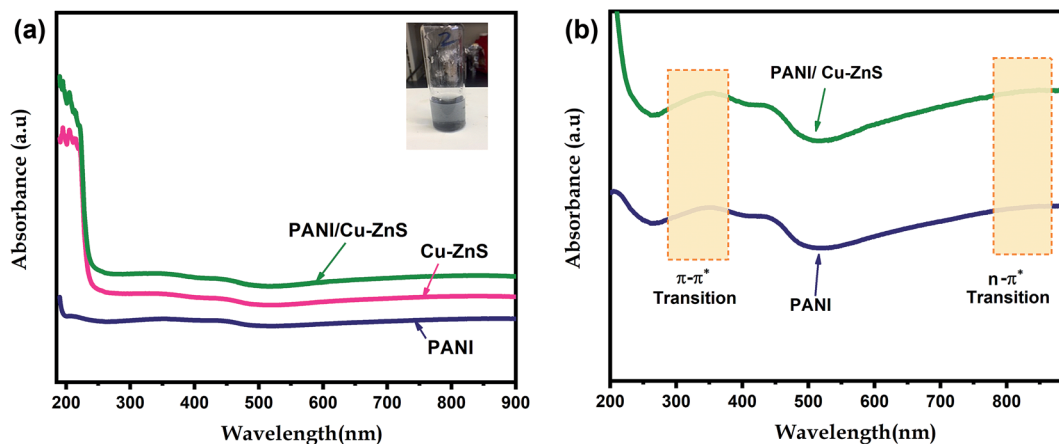 (a)
2
PANI/Cu-ZnS
Cu-ZnS
PANI
Absorbance (a.u)
200 300 400 500 600 700 800 900
Wavelength(nm)
(b)
PANI/ Cu-ZnS
π-π*
Transition
n-π*
Transition
PANI
Absorbance (a.u)
200 300 400 500 600 700 800
Wavelength(nm)